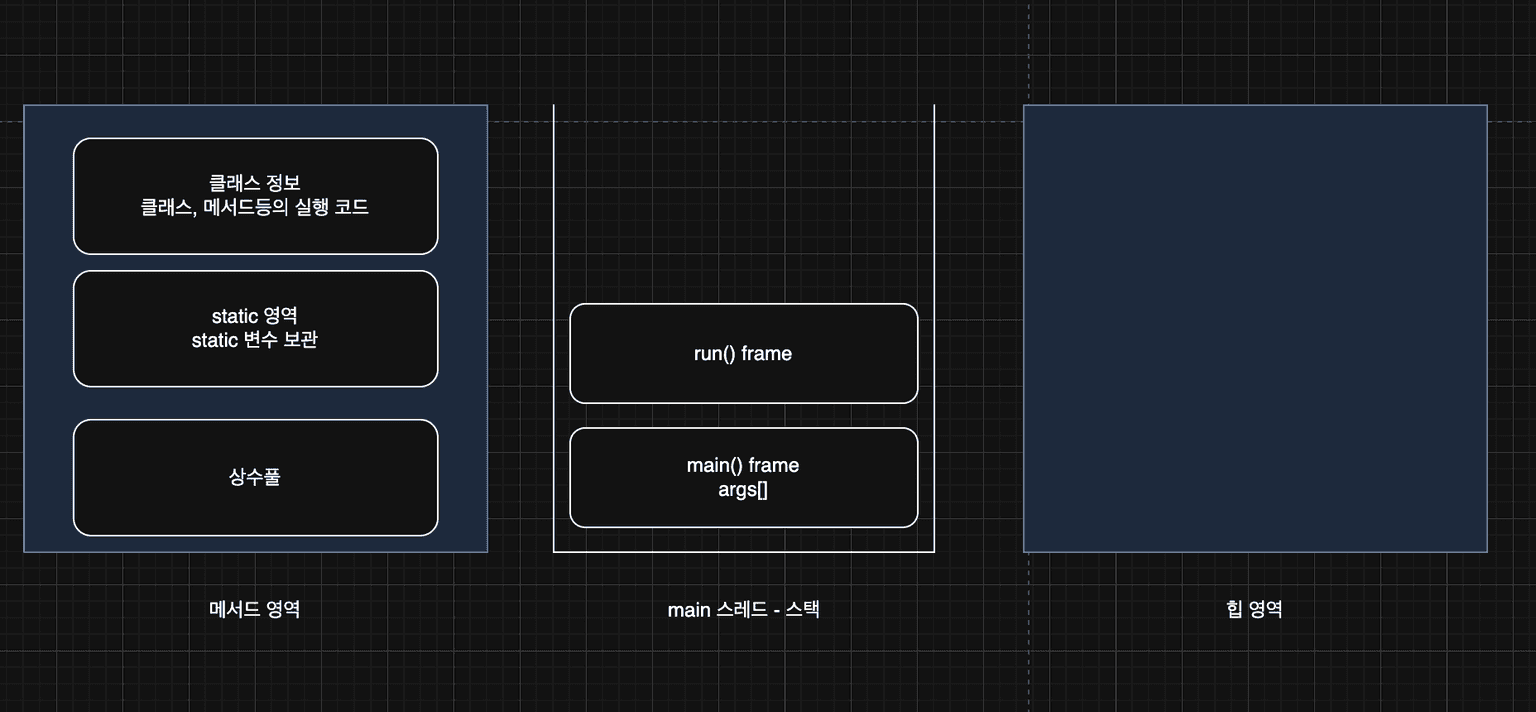 클래스 정보
클래스, 메서드등의 실행 코드
static 영역
static 변수 보관
상수풀
메서드 영역
run() frame
main() frame
args[]
main 스레드 - 스택
힙 영역